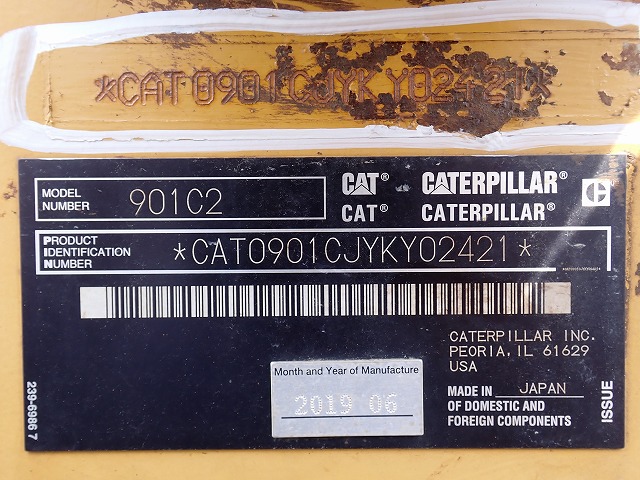 *CAT0901CJYKY02421*
MODEL NUMBER 901C2
CAT® CATERPILLAR®
CAT® CATERPILLAR®
PRODUCT IDENTIFICATION NUMBER *CAT0901CJYKY02421*
CATERPILLAR INC.
PEORIA, IL 61629
USA
Month and Year of Manufacture
2019 06
MADE IN JAPAN
OF DOMESTIC AND
FOREIGN COMPONENTS
239-6986 7
ISSUE